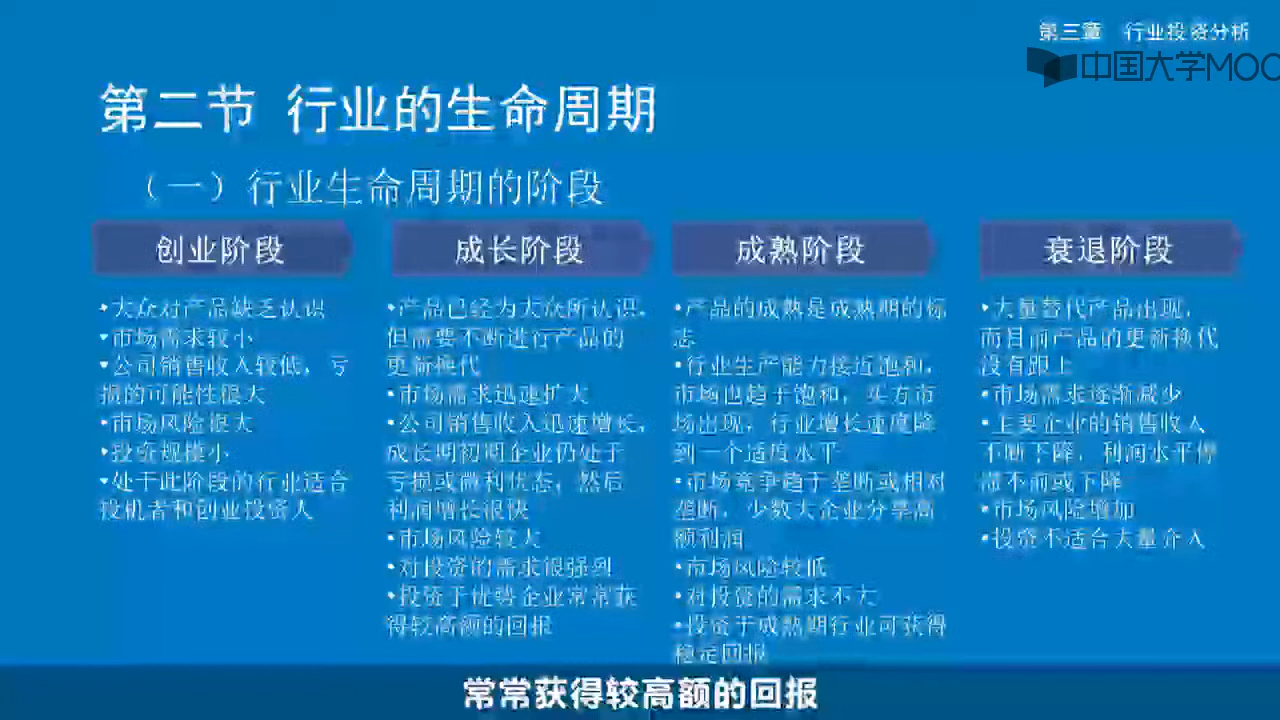 第三章 行业投资分析
中国大学MOO
第二节 行业的生命周期
（一）行业生命周期的阶段
创业阶段
•大众对产品缺乏认识
•市场需求较小
•公司销售收入较低，亏
损的可能性很大
•市场风险很大
•投资规模小
•处于此阶段的行业适合
投机者和创业投资人
成长阶段
•产品已经为大众所认识，
但需要不断进行产品的
更新换代
•市场需求迅速扩大
•公司销售收入迅速增长，
成长期初期企业仍处于
亏损或微利状态，然后
利润增长很快
•市场风险较大
•对投资的需求很强烈
•投资于优势企业常常获
得较高额的回报
成熟阶段
•产品的成熟是成熟期的标
志
•行业生产能力接近饱和，
市场也趋于饱和，买方市
场出现，行业增长速度降
到一个适度水平
•市场竞争趋于垄断或相对
垄断，少数大企业分享高
额利润
•市场风险较低
•对投资的需求不大
•投资于成熟期行业可获得
稳定回报
衰退阶段
•大量替代产品出现，
而目前产品的更新换代
没有跟上
•市场需求逐渐减少
•主要企业的销售收入
不断下降，利润水平停
滞不前或下降
•市场风险增加
•投资不适合大量介入
常常获得较高额的回报